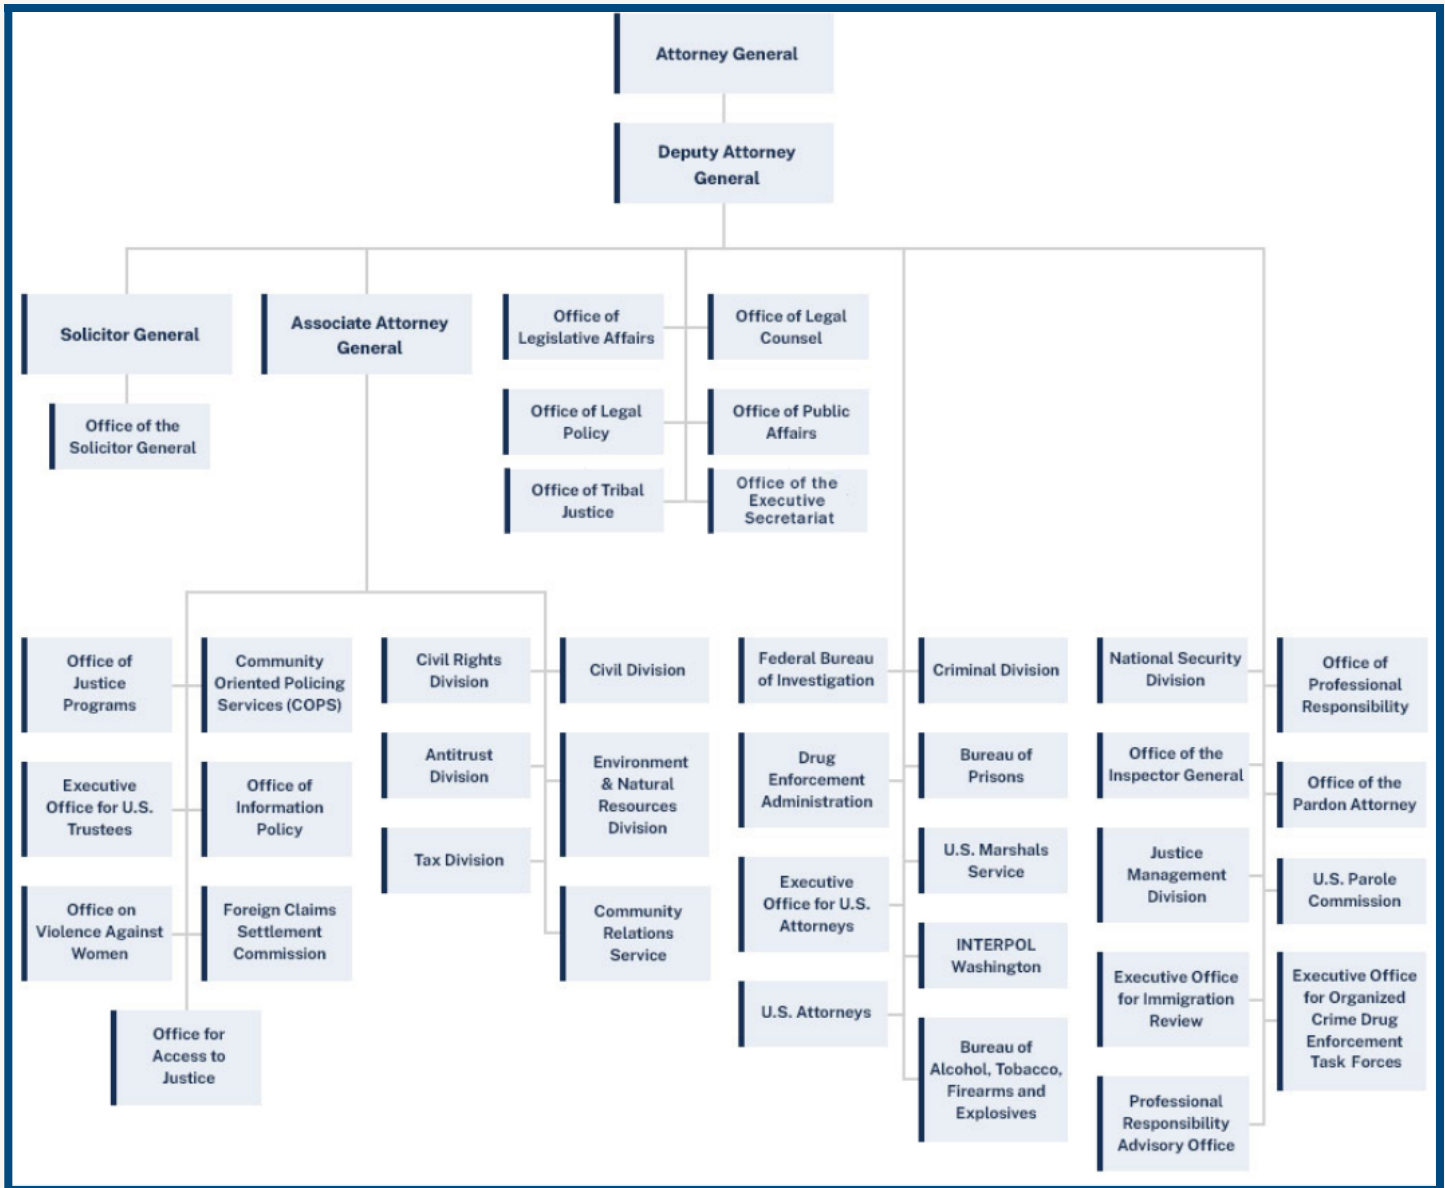 Attorney General
Deputy Attorney
General
Solicitor General
Associate Attorney
General
Office of
Legislative Affairs
Office of Legal
Counsel
Office of the
Solicitor General
Office of Legal
Policy
Office of Public
Affairs
Office of Tribal
Justice
Office of the
Executive
Secretariat
Office of
Justice
Programs
Community
Oriented Policing
Services (COPS)
Executive
Office for U.S.
Trustees
Office of
Information
Policy
Office on
Violence Against
Women
Foreign Claims
Settlement
Commission
Office for
Access to
Justice
Civil Rights
Division
Civil Division
Antitrust
Division
Environment
& Natural
Resources
Division
Tax Division
Community
Relations
Service
Federal Bureau
of Investigation
Criminal Division
Drug
Enforcement
Administration
Bureau of
Prisons
U.S. Marshals
Service
Executive
Office for U.S.
Attorneys
INTERPOL
Washington
U.S. Attorneys
Bureau of
Alcohol, Tobacco,
Firearms and
Explosives
National Security
Division
Office of
Professional
Responsibility
Office of the
Inspector General
Office of the
Pardon Attorney
Justice
Management
Division
U.S. Parole
Commission
Executive Office
for Immigration
Review
Executive Office
for Organized
Crime Drug
Enforcement
Task Forces
Professional
Responsibility
Advisory Office